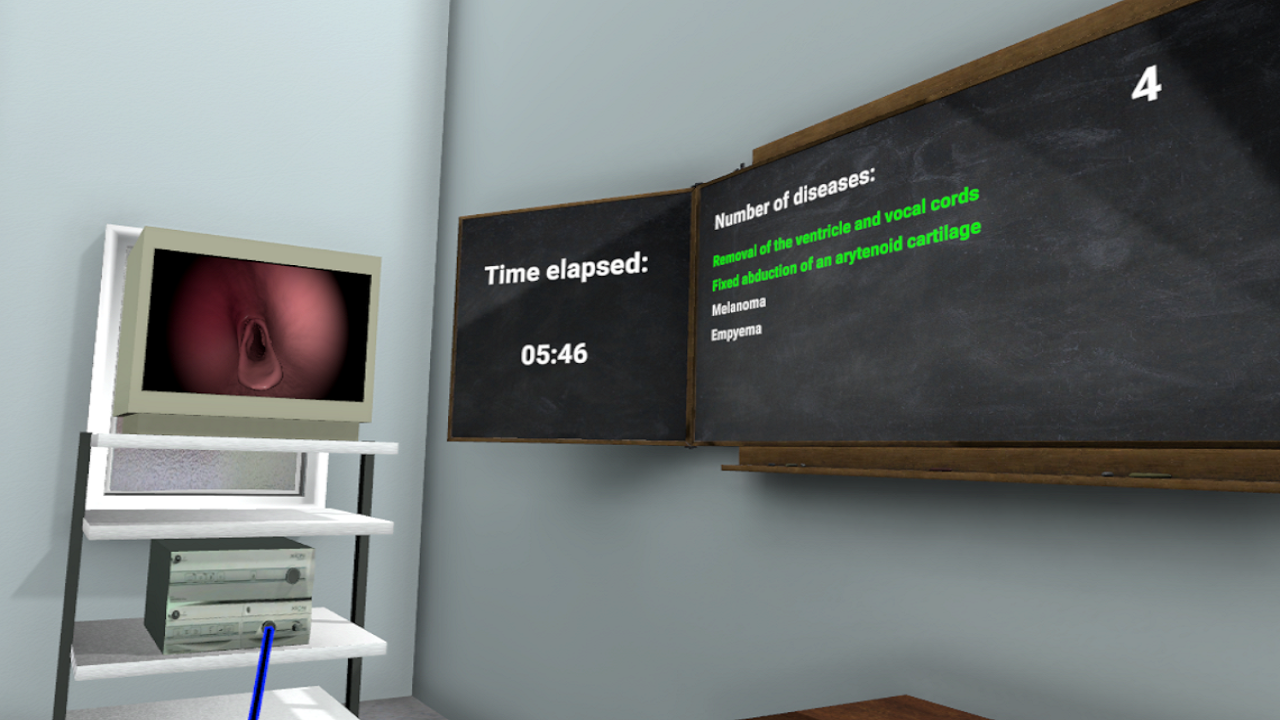 Time elapsed:
05:46
4
Number of diseases:
Removal of the ventricle and vocal cords
Fixed abduction of an arytenoid cartilage
Melanoma
Empyema